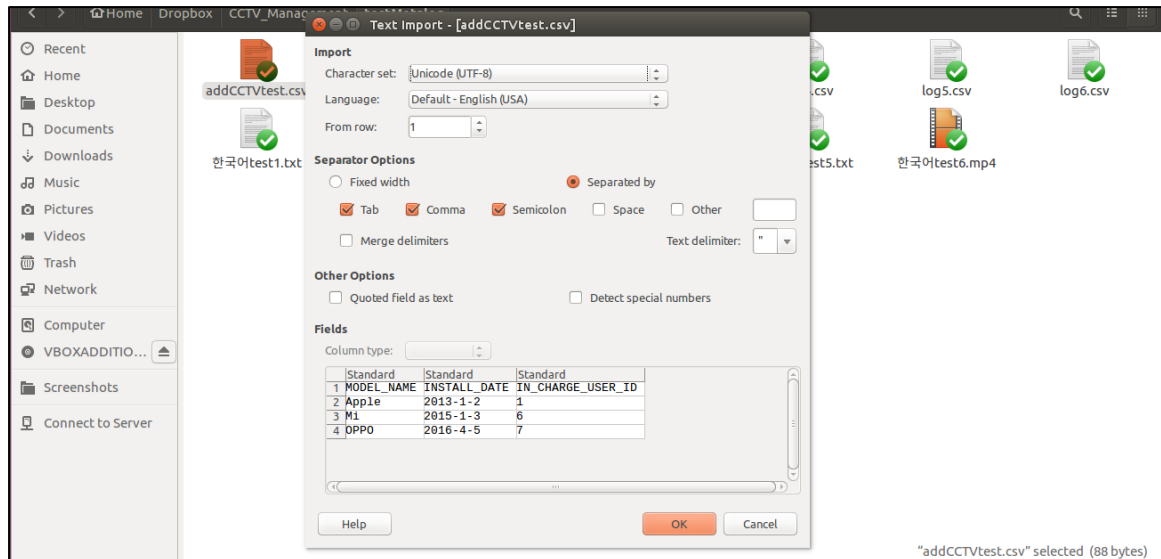 Home Dropbox CCTV_Manag
Text Import - [addCCTVtest.csv]
Recent
Home
Desktop
Documents
Downloads
Music
Pictures
Videos
Trash
Network
Computer
VBOXADDITIO...
Screenshots
Connect to Server
addCCTVtest.csv
.csv
log5.csv
log6.csv
한국어test1.txt
est5.txt
한국어test6.mp4
Import
Character set: Unicode (UTF-8)
Language: Default - English (USA)
From row: 1
Separator Options
Fixed width Separated by
Tab Comma Semicolon Space Other
Merge delimiters Text delimiter: "
Other Options
Quoted field as text Detect special numbers
Fields
Column type:
Standard Standard Standard
1 MODEL_NAME INSTALL_DATE IN_CHARGE_USER_ID
2 Apple 2013-1-2 1
3 Mi 2015-1-3 6
4 OPPO 2016-4-5 7
Help OK Cancel
"addCCTVtest.csv" selected (88 bytes)